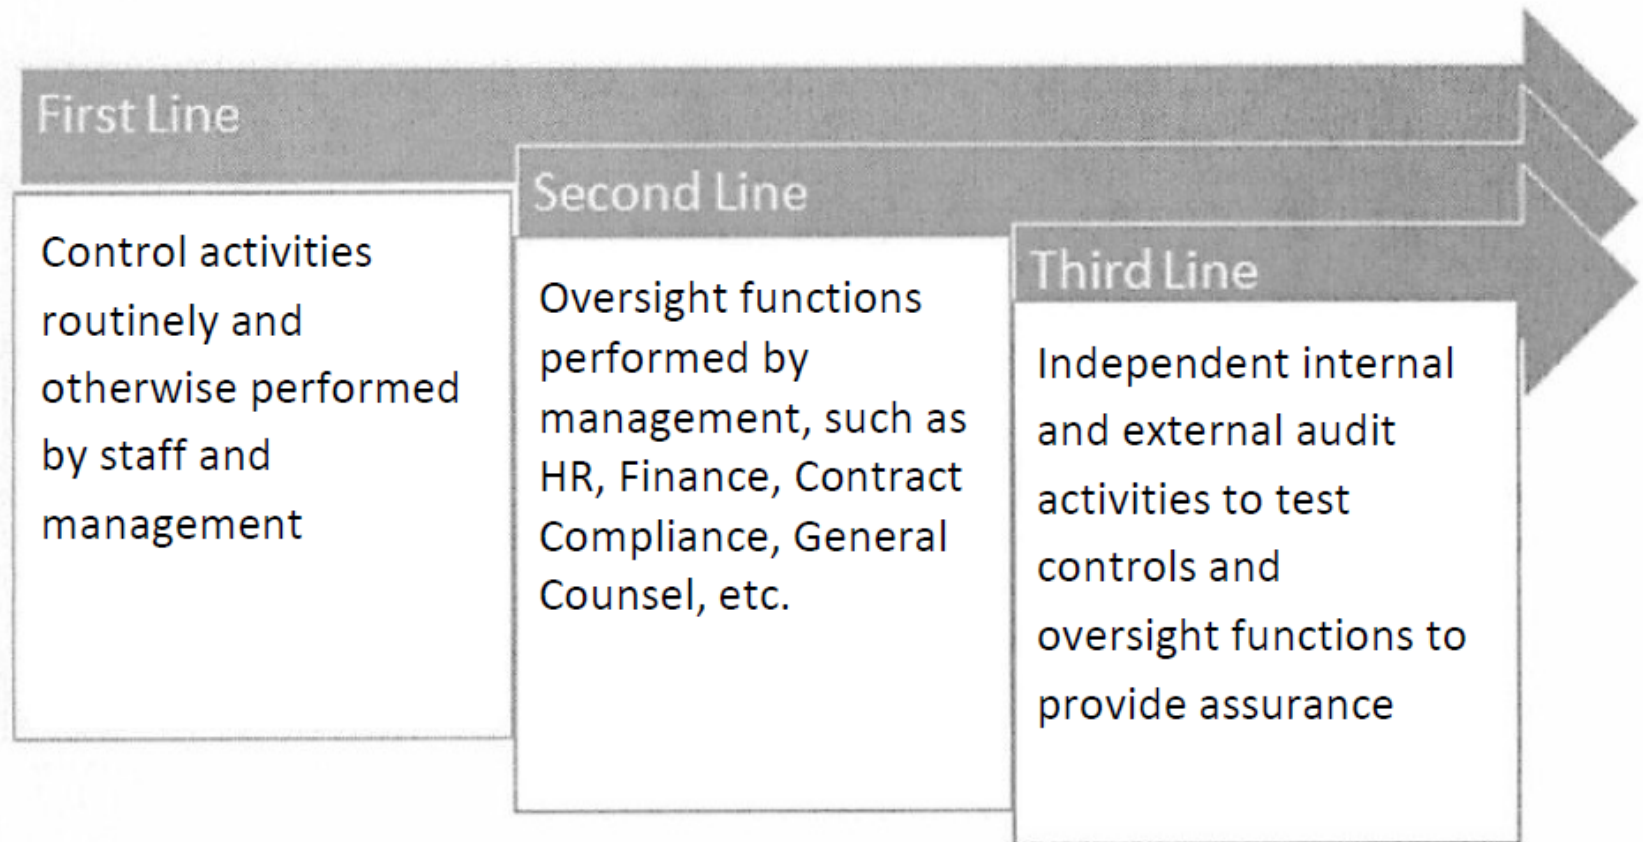 First Line
Control activities
routinely and
otherwise performed
by staff and
management
Second Line
Oversight functions
performed by
management, such as
HR, Finance, Contract
Compliance, General
Counsel, etc.
Third Line
Independent internal
and external audit
activities to test
controls and
oversight functions to
provide assurance